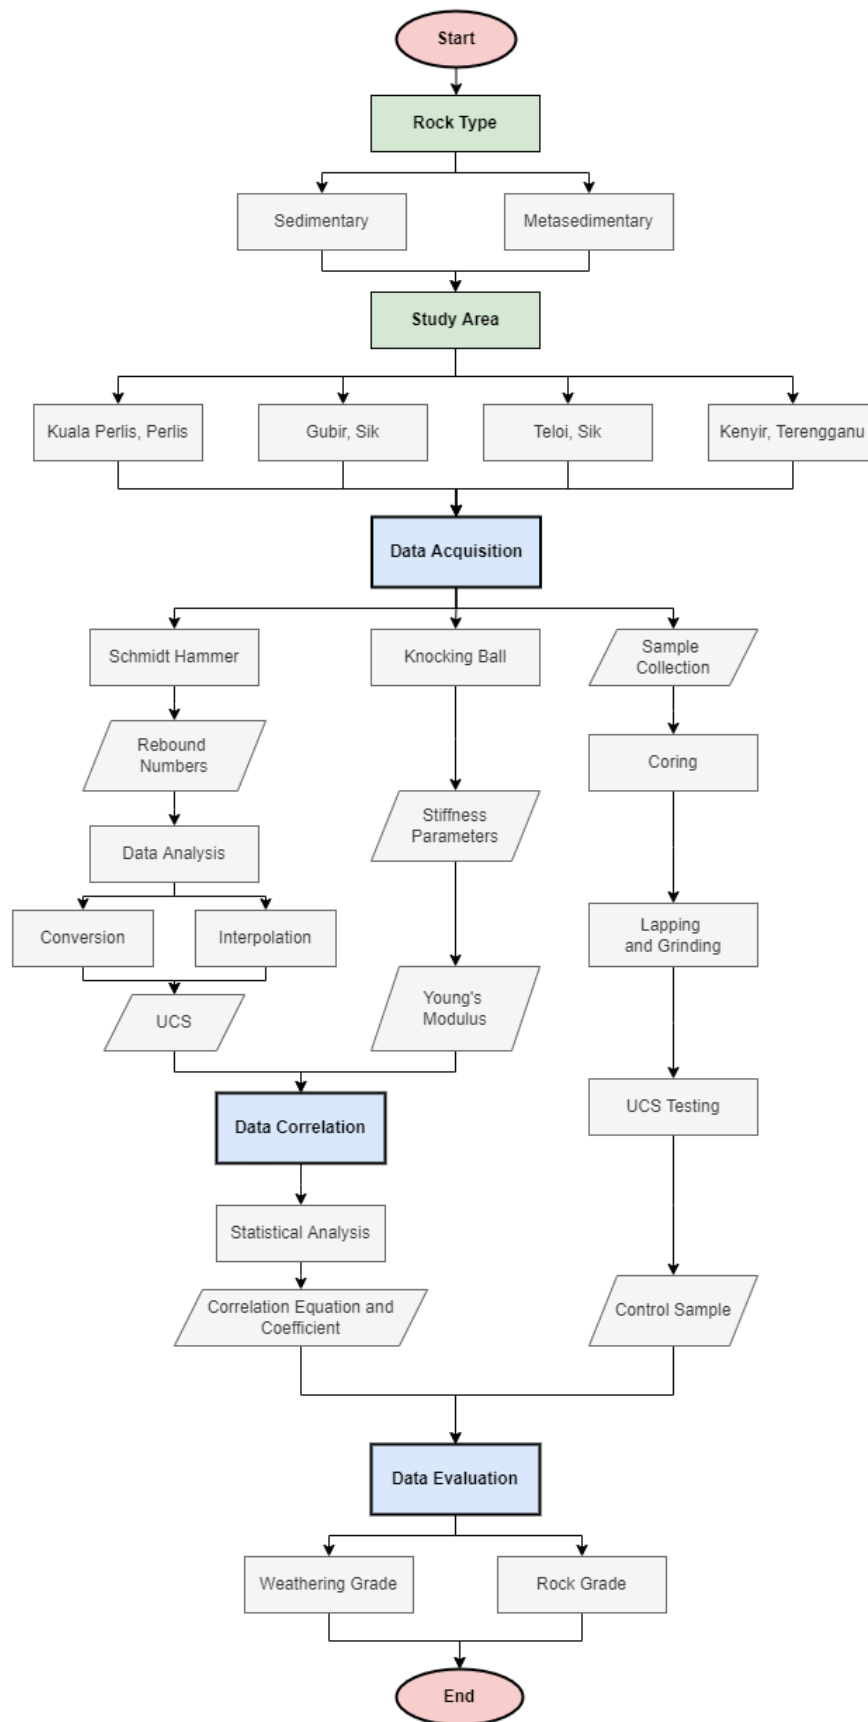 Start
Rock Type
Sedimentary
Metasedimentary
Study Area
Kuala Perlis, Perlis
Gubir, Sik
Teloi, Sik
Kenyir, Terengganu
Data Acquisition
Schmidt Hammer
Knocking Ball
Sample
Collection
Rebound
Numbers
Coring
Stiffness
Parameters
Data Analysis
Conversion
Interpolation
Lapping
and Grinding
UCS
Young's
Modulus
UCS Testing
Data Correlation
Statistical Analysis
Correlation Equation and
Coefficient
Control Sample
Data Evaluation
Weathering Grade
Rock Grade
End